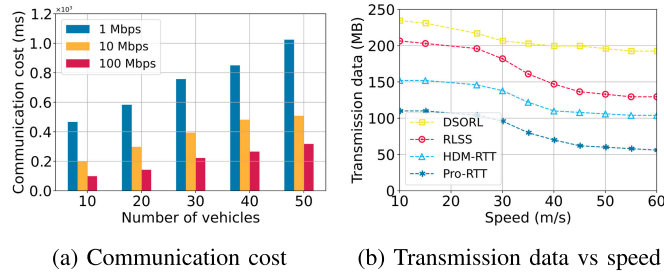 ×10³
1.2
1.0
0.8
0.6
0.4
0.2
0.0
Communication cost (ms)
1 Mbps
10 Mbps
100 Mbps
10 20 30 40 50
Number of vehicles
(a) Communication cost
250
200
150
100
50
0
Transmission data (MB)
DSORL
RLSS
HDM-RTT
Pro-RTT
10 20 30 40 50 60
Speed (m/s)
(b) Transmission data vs speed